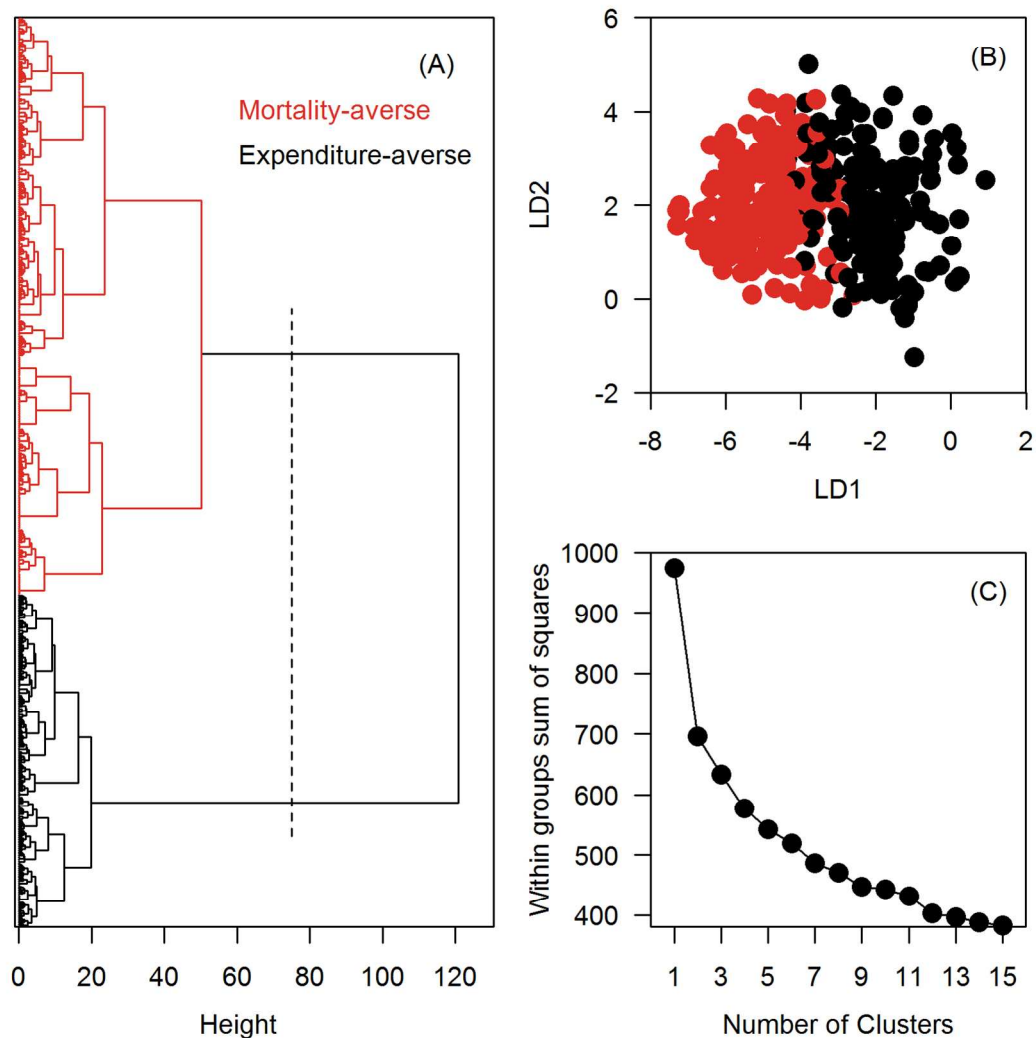 (A)
Mortality-averse
Expenditure-averse
0 20 40 60 80 100 120
Height
(B)
6
4
2
0
-2
LD2
-8 -6 -4 -2 0 2
LD1
(C)
1000
900
800
700
600
500
400
Within groups sum of squares
1 3 5 7 9 11 13 15
Number of Clusters